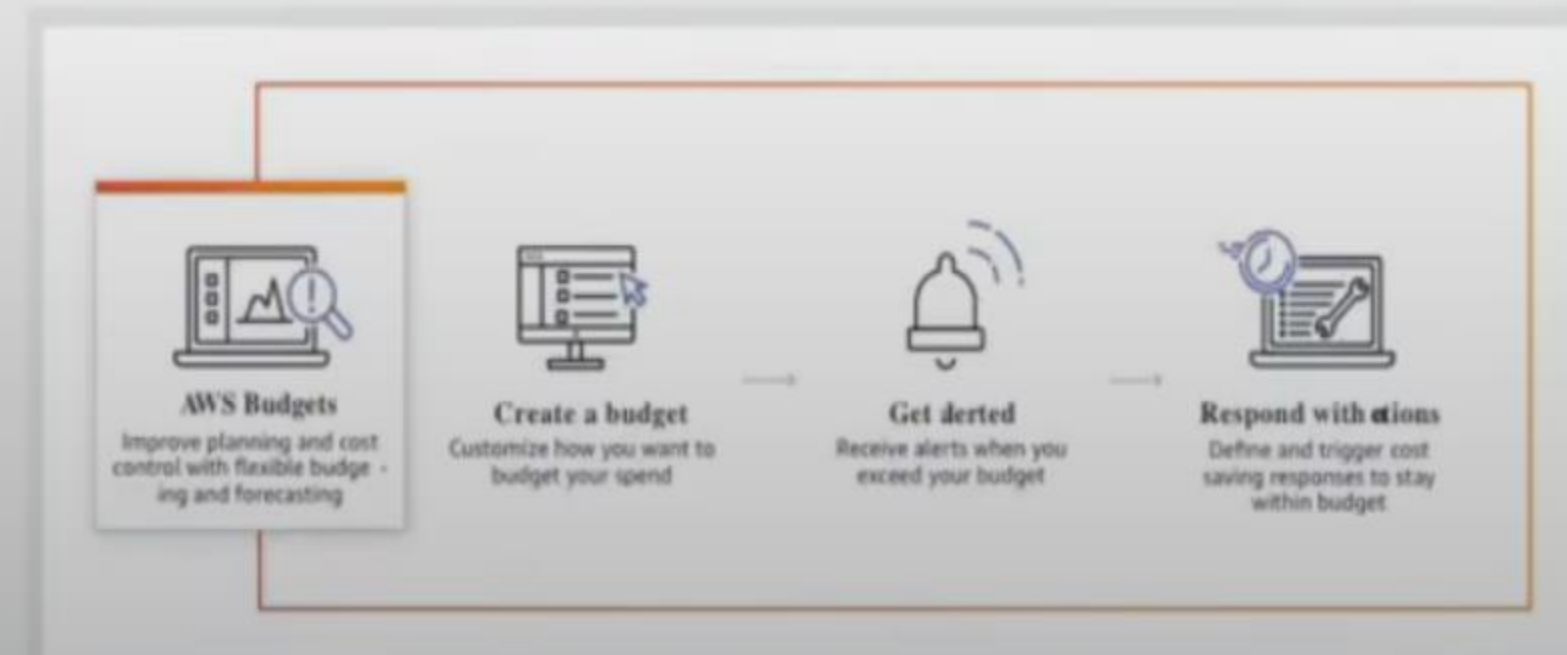 AWS Budgets
Improve planning and cost
control with flexible budge -
ing and forecasting
Create a budget
Customize how you want to
budget your spend
Get alerted
Receive alerts when you
exceed your budget
Respond with actions
Define and trigger cost
saving responses to stay
within budget